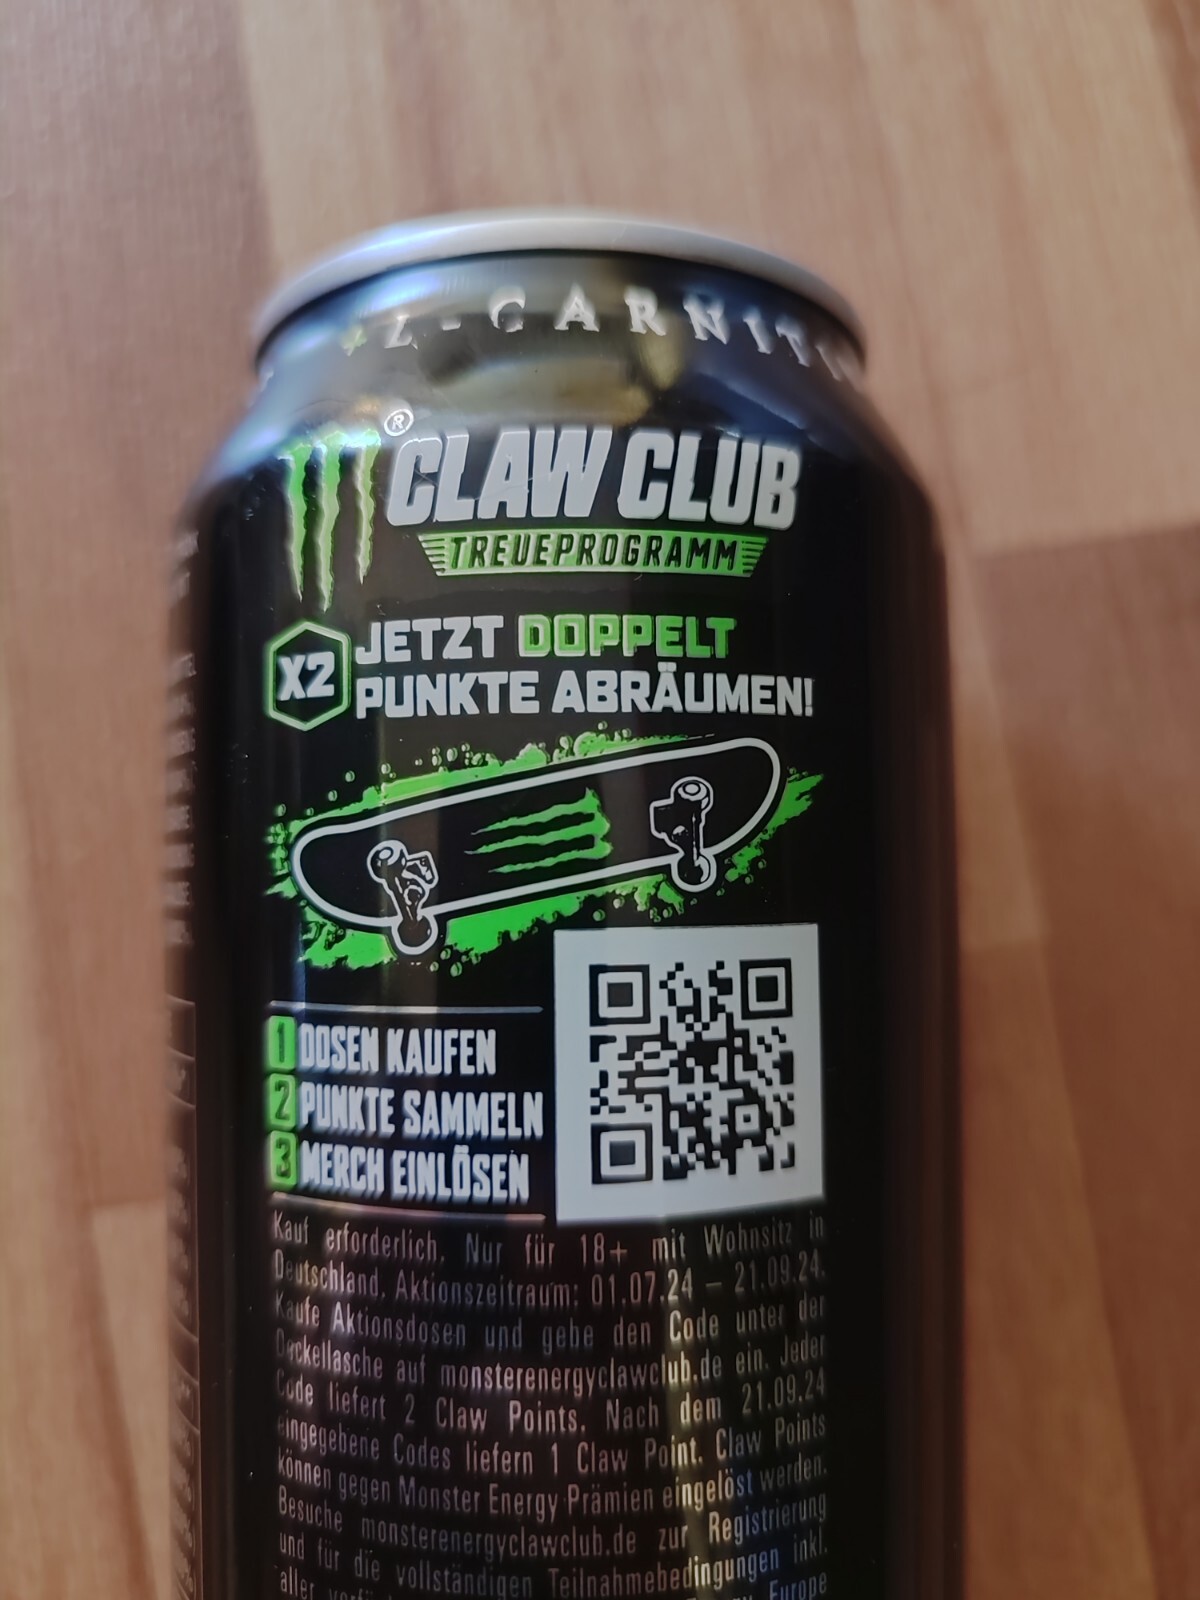 L-CARNIT
®
CLAW CLUB
TREUEPROGRAMM
X2
JETZT DOPPELT
PUNKTE ABRÄUMEN!
1 DOSEN KAUFEN
2 PUNKTE SAMMELN
3 MERCH EINLÖSEN
Kauf erforderlich. Nur für 18+ mit Wohnsitz in
Deutschland. Aktionszeitraum: 01.07.24 – 21.09.24.
Kaufe Aktionsdosen und gebe den Code unter der
Deckellasche auf monsterenergyclawclub.de ein. Jeder
Code liefert 2 Claw Points. Nach dem 21.09.24
eingegebene Codes liefern 1 Claw Point. Claw Points
können gegen Monster Energy Prämien eingelöst werden.
Besuche monsterenergyclawclub.de zur Registrierung
und für die vollständigen Teilnahmebedingungen inkl.
aller Europe